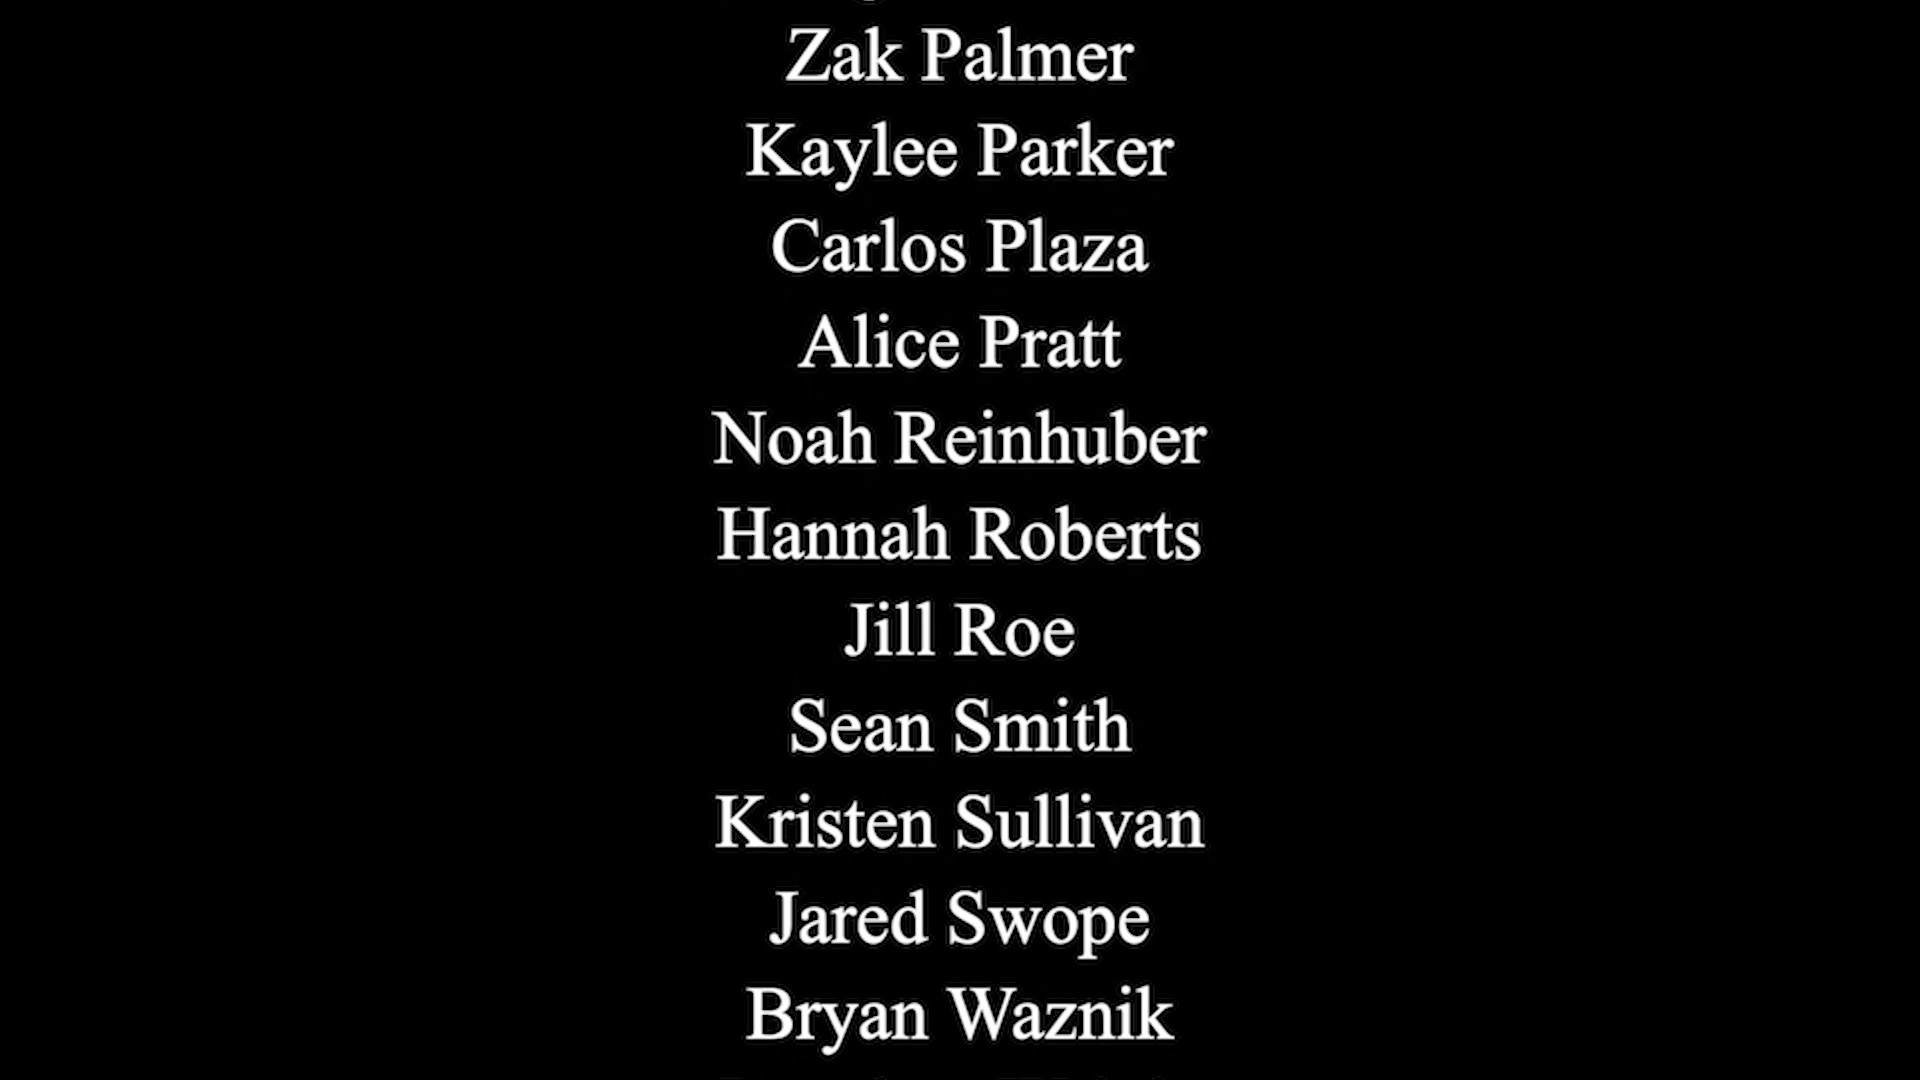 Zak Palmer
Kaylee Parker
Carlos Plaza
Alice Pratt
Noah Reinhuber
Hannah Roberts
Jill Roe
Sean Smith
Kristen Sullivan
Jared Swope
Bryan Waznik